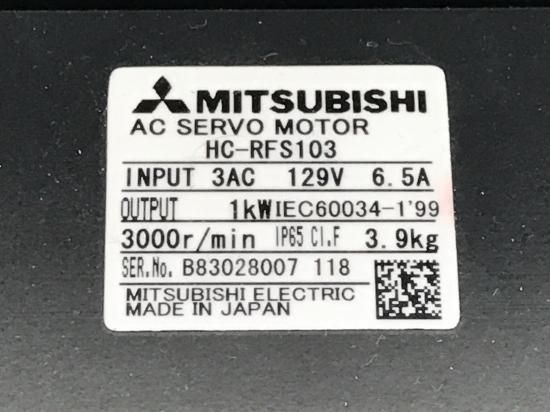 MITSUBISHI
AC SERVO MOTOR
HC-RFS103
INPUT 3AC 129V 6.5A
OUTPUT 1kW IEC60034-1'99
3000r/min IP65 CI.F 3.9kg
SER.No. B83028007 118
MITSUBISHI ELECTRIC
MADE IN JAPAN